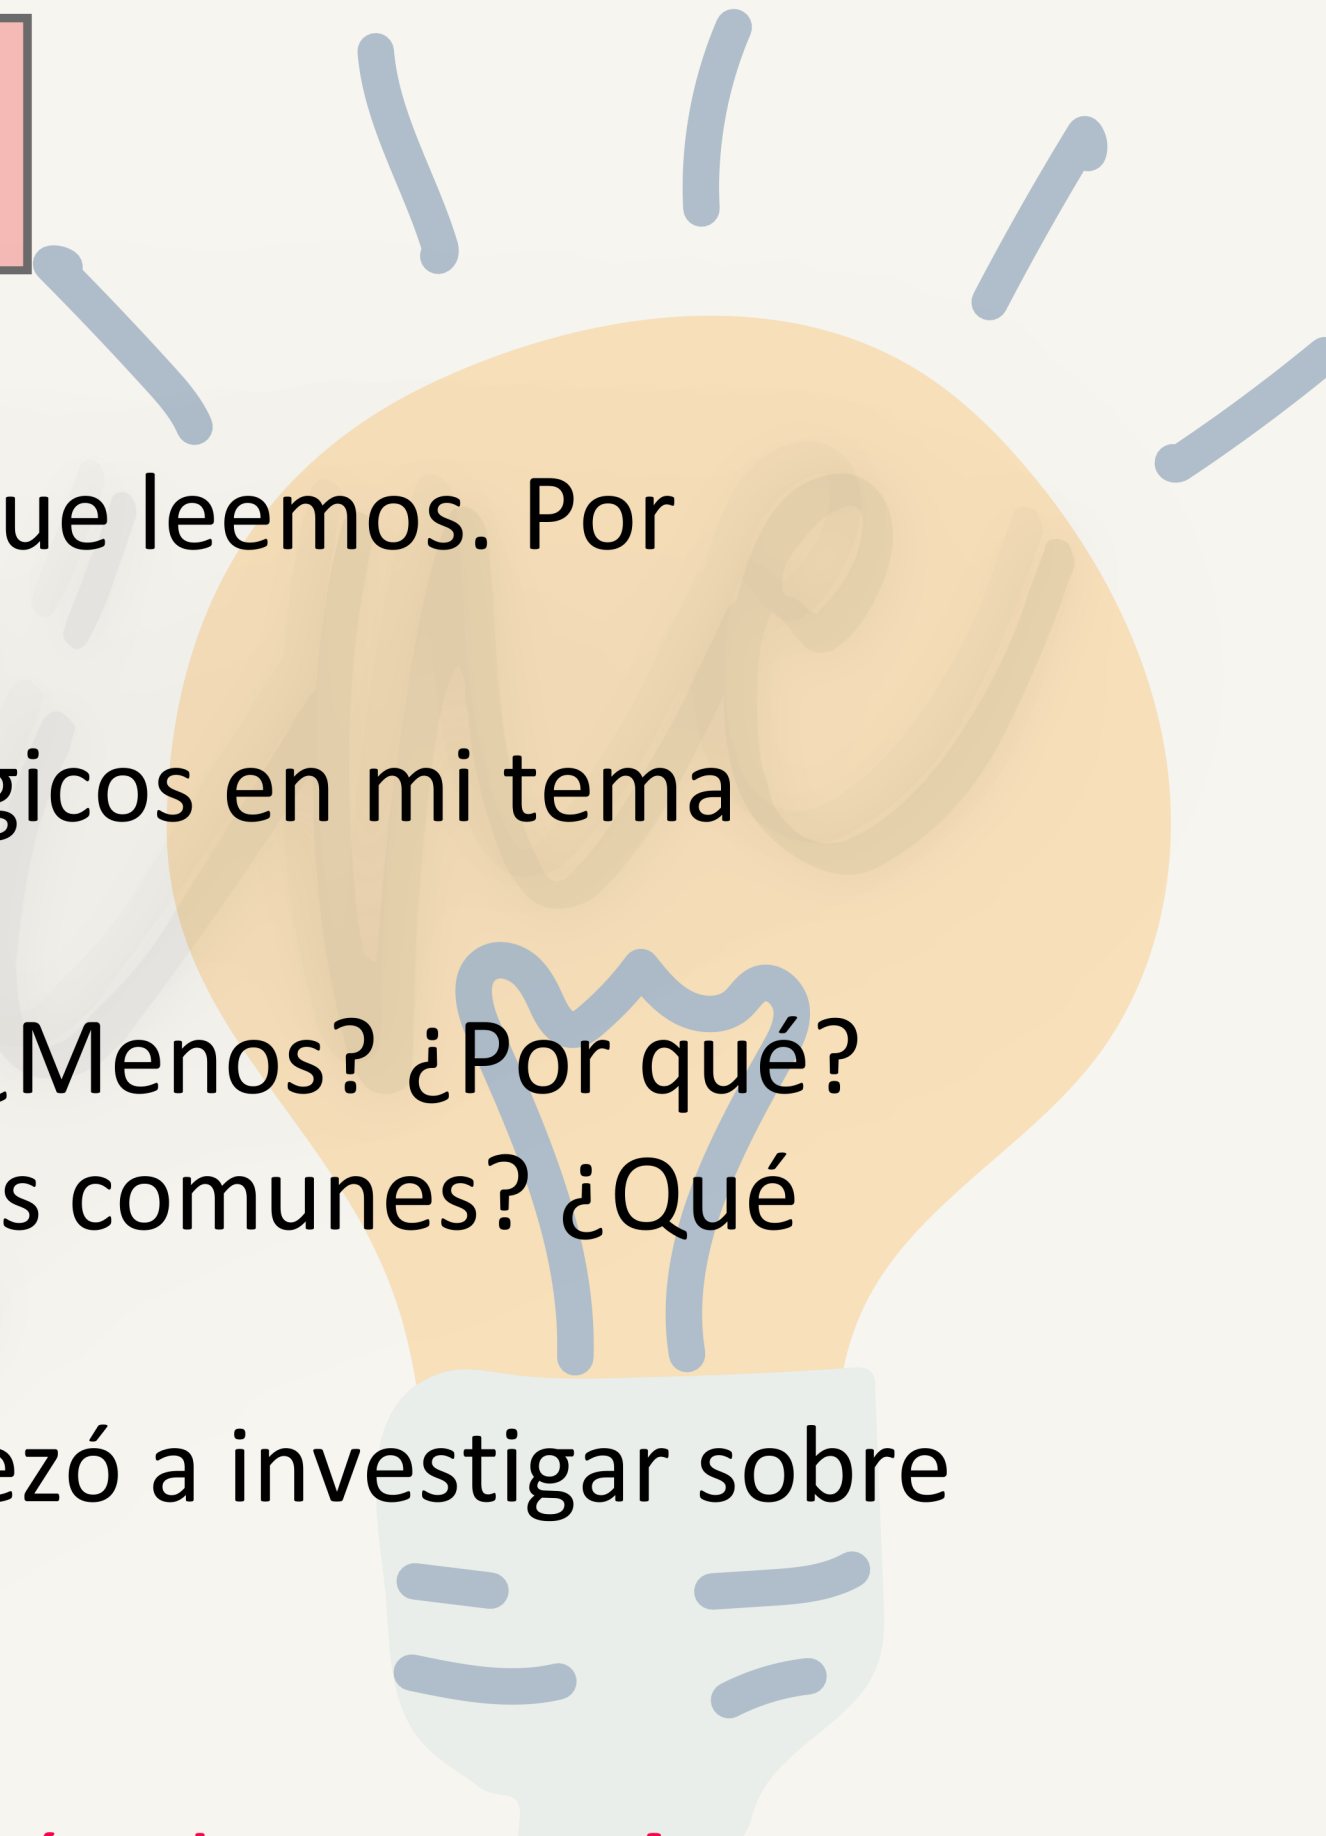 ue leemos. Por
gicos en mi tema
¿Menos? ¿Por qué?
s comunes? ¿Qué
ezó a investigar sobre